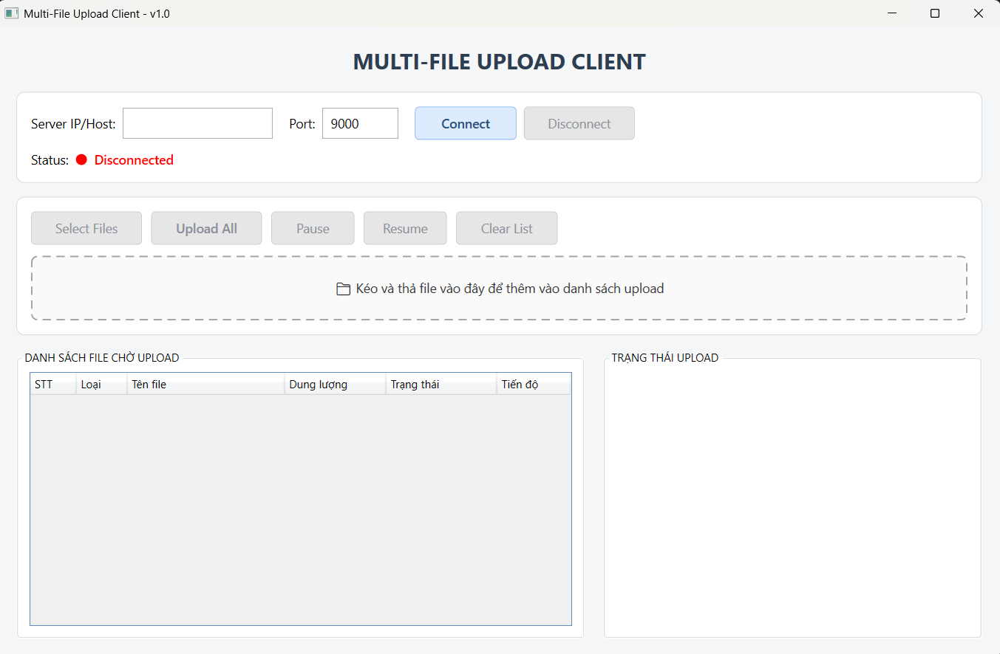 Multi-File Upload Client - v1.0
MULTI-FILE UPLOAD CLIENT
Server IP/Host: Port: 9000 Connect Disconnect
Status: Disconnected
Select Files Upload All Pause Resume Clear List
Kéo và thả file vào đây để thêm vào danh sách upload
DANH SÁCH FILE CHỜ UPLOAD
STT Loại Tên file Dung lượng Trạng thái Tiến độ
TRẠNG THÁI UPLOAD